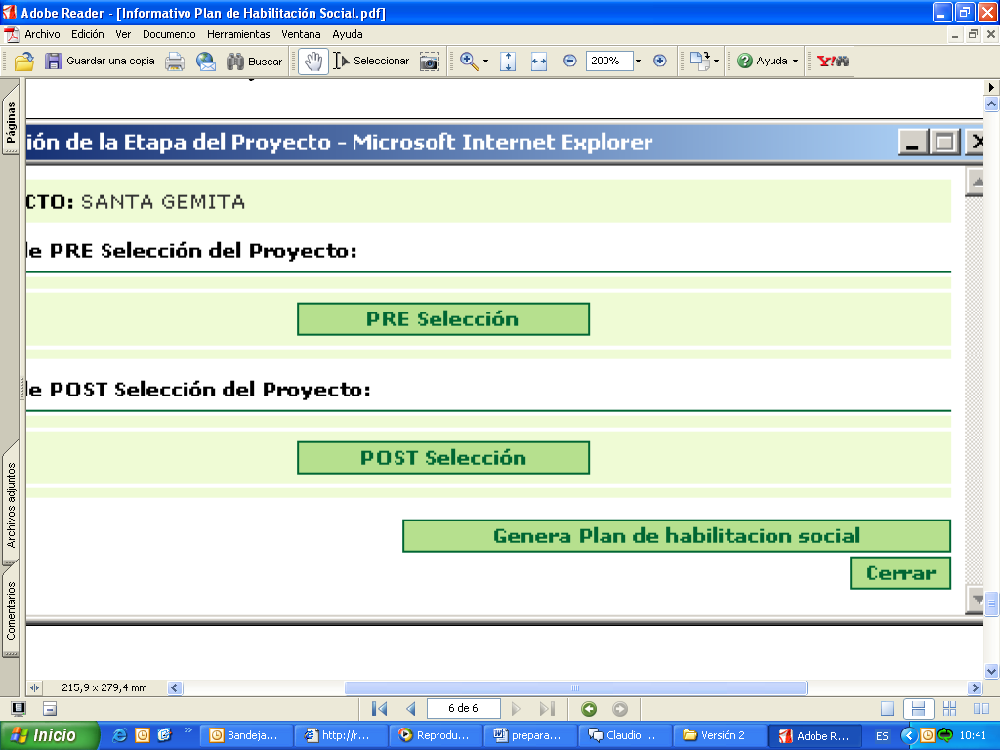 Adobe Reader - [Informativo Plan de Habilitación Social.pdf]
Archivo Edición Ver Documento Herramientas Ventana Ayuda
Guardar una copia Buscar Seleccionar 200% Ayuda Y!
Páginas
ión de la Etapa del Proyecto - Microsoft Internet Explorer
CTO: SANTA GEMITA
de PRE Selección del Proyecto:
PRE Selección
de POST Selección del Proyecto:
POST Selección
Archivos adjuntos
Genera Plan de habilitacion social
Cerrar
Comentarios
215,9 x 279,4 mm
6 de 6
Inicio Bandeja... http://r... Reprodu... prepara... Claudio ... Versión 2 Adobe R... ES 10:41